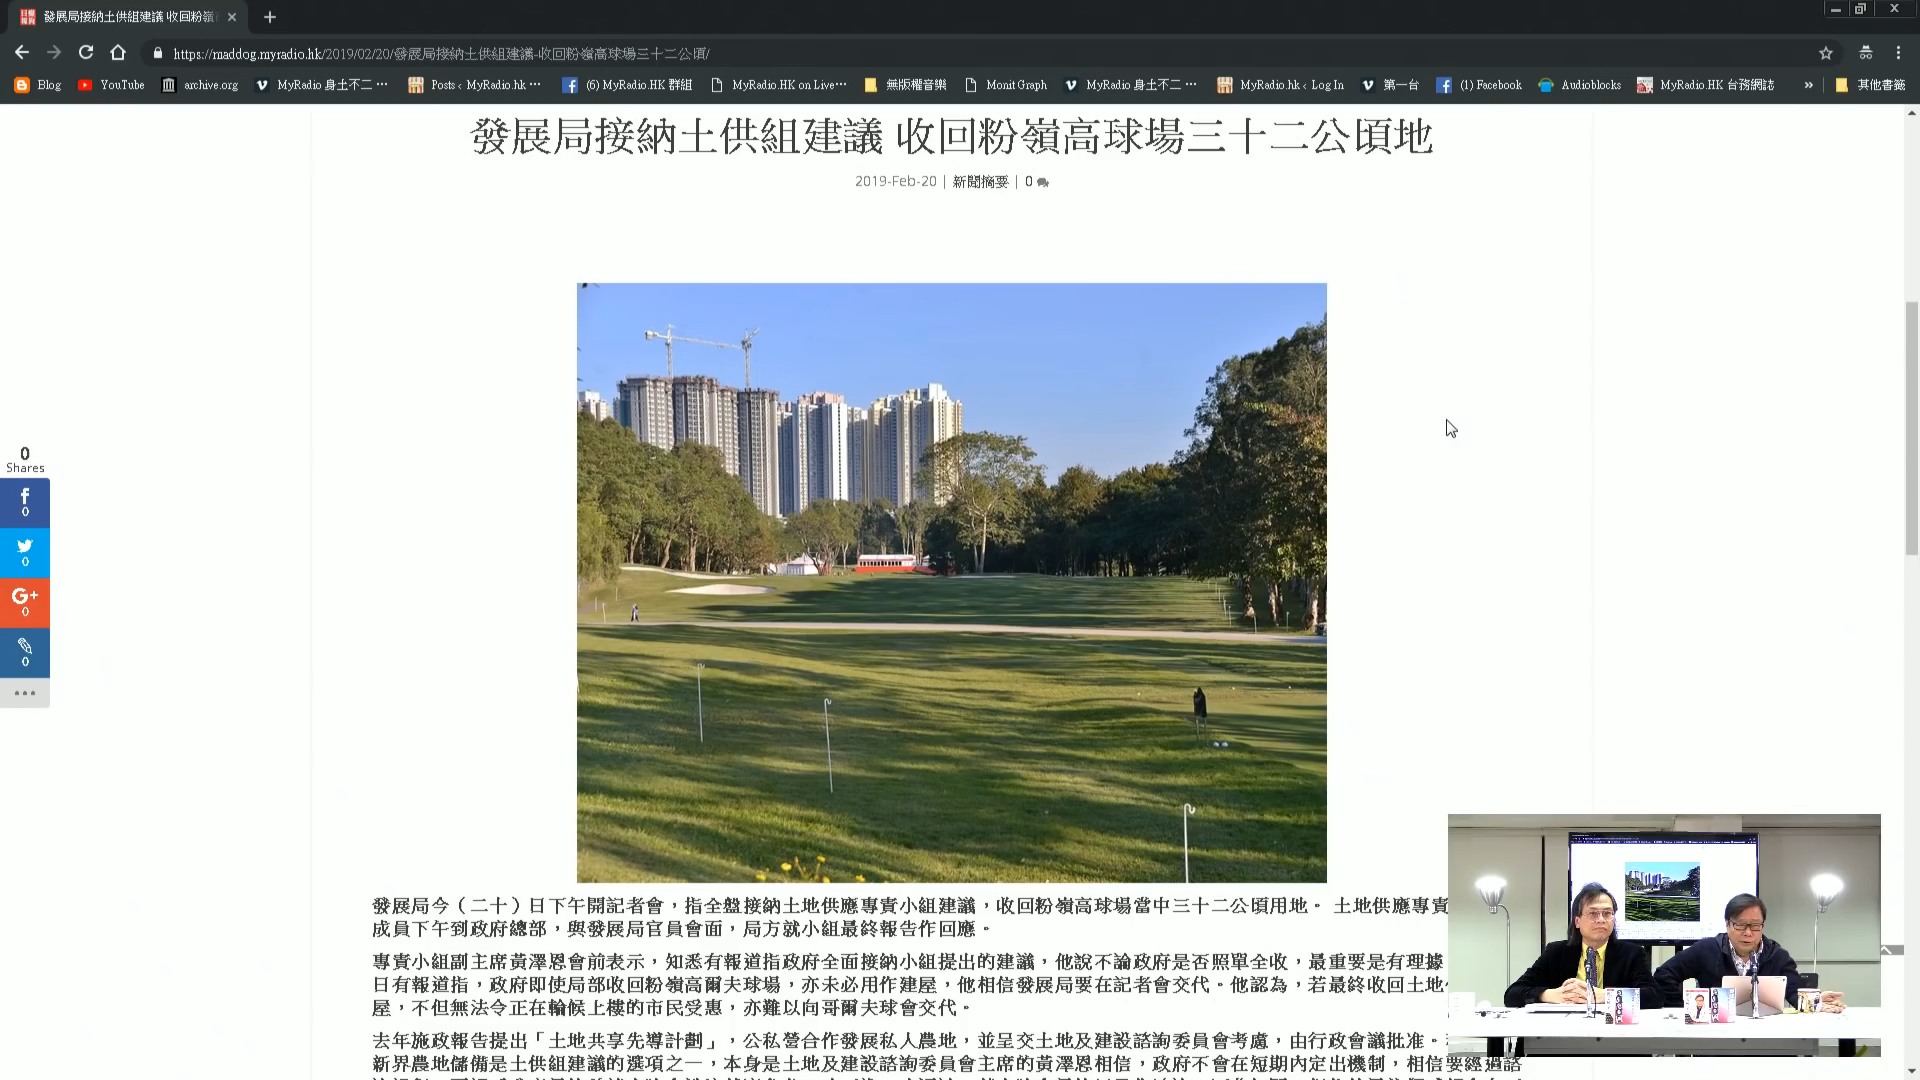 發展局接納土供組建議 收回粉嶺
https://maddog.myradio.hk/2019/02/20/發展局接納土供組建議-收回粉嶺高球場三十二公頃/
Blog YouTube archive.org MyRadio 身土不二 … Posts ‹ MyRadio.hk … (6) MyRadio.HK 群組 MyRadio.HK on Live… 無版權音樂 Monit Graph MyRadio 身土不二 … MyRadio.hk ‹ Log In 第一台 (1) Facebook Audioblocks MyRadio.HK 台務網誌 » 其他書籤
發展局接納土供組建議 收回粉嶺高球場三十二公頃地
2019-Feb-20 | 新聞摘要 | 0
0
Shares
0
0
G+
0
0
發展局今（二十）日下午開記者會，指全盤接納土地供應專責小組建議，收回粉嶺高球場當中三十二公頃用地。 土地供應專責
成員下午到政府總部，與發展局官員會面，局方就小組最終報告作回應。
專責小組副主席黃澤恩會前表示，知悉有報道指政府全面接納小組提出的建議，他說不論政府是否照單全收，最重要是有理據
日有報道指，政府即使局部收回粉嶺高爾夫球場，亦未必用作建屋，他相信發展局要在記者會交代。他認為，若最終收回土地
屋，不但無法令正在輪候上樓的市民受惠，亦難以向哥爾夫球會交代。
去年施政報告提出「土地共享先導計劃」，公私營合作發展私人農地，並呈交土地及建設諮詢委員會考慮，由行政會議批准。
新界農地儲備是土供組建議的選項之一，本身是土地及建設諮詢委員會主席的黃澤恩相信，政府不會在短期內定出機制，相信要經過諮